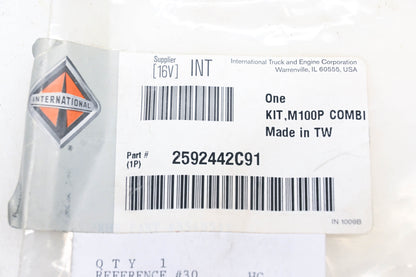 Supplier
[16V] INT
International Truck and Engine Corporation
Warrenville, IL 60555, USA
INTERNATIONAL
One
KIT,M100P COMBI
Made in TW
Part #
(1P) 2592442C91
IN 1009B
QTY 1
REFERENCE #30 HG